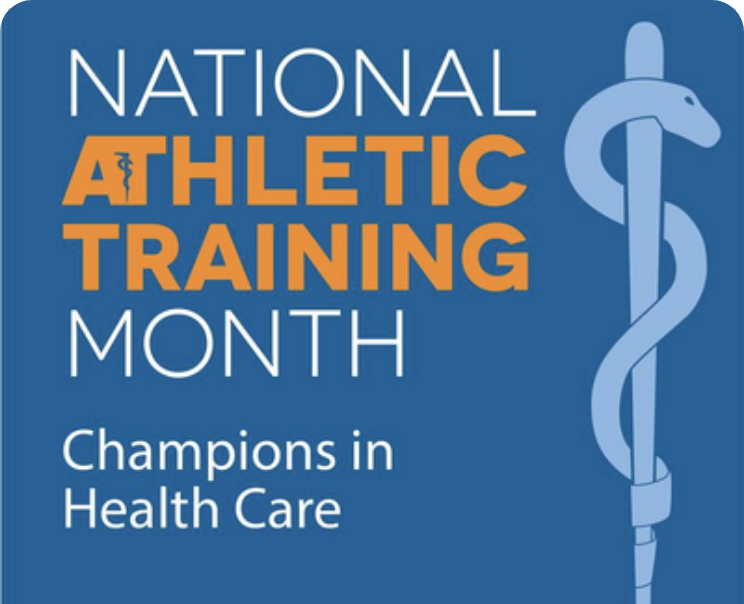 NATIONAL
ATHLETIC
TRAINING
MONTH
Champions in
Health Care